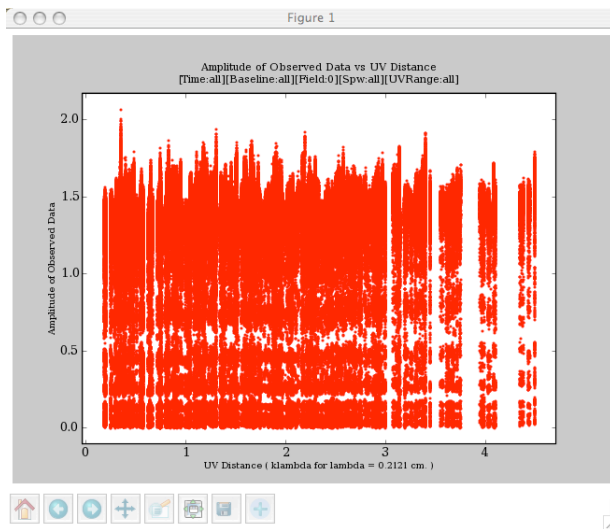 Figure 1
Amplitude of Observed Data vs UV Distance
[Time:all][Baseline:all][Field:0][Spw:all][UVRange:all]
Amplitude of Observed Data
2.0
1.5
1.0
0.5
0.0
0 1 2 3 4
UV Distance ( klambda for lambda = 0.2121 cm. )